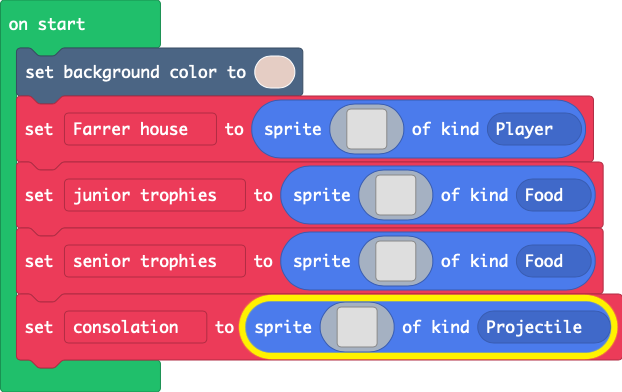 on start
set background color to
set Farrer house to sprite of kind Player
set junior trophies to sprite of kind Food
set senior trophies to sprite of kind Food
set consolation to sprite of kind Projectile